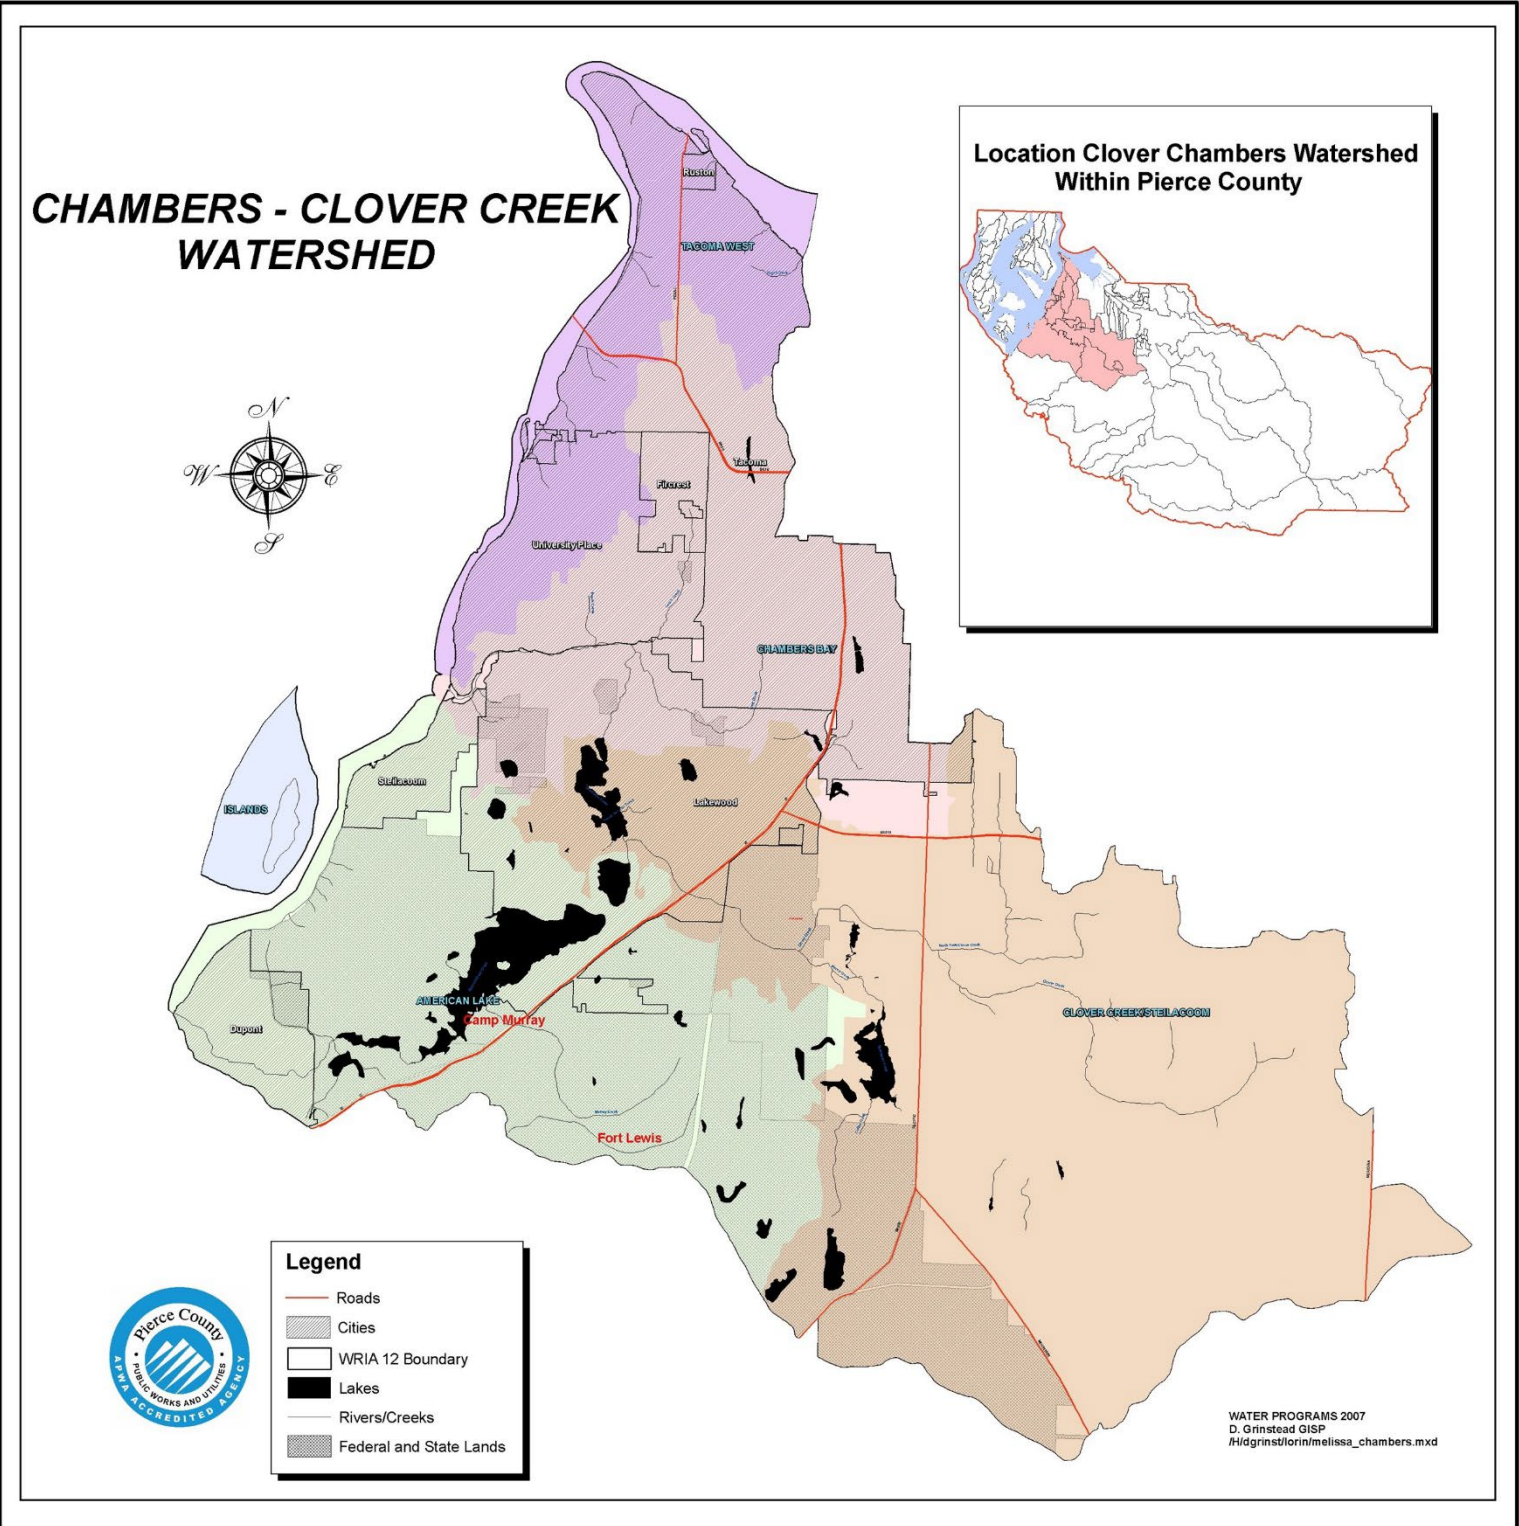 CHAMBERS - CLOVER CREEK
WATERSHED
Location Clover Chambers Watershed
Within Pierce County
N
W
E
S
Ruston
TACOMA WEST
Tacoma
Fircrest
University Place
CHAMBERS BAY
Steilacoom
ISLANDS
Lakewood
AMERICAN LAKE
Camp Murray
Dupont
CLOVER CREEK/STEILACOOM
Fort Lewis
Legend
Roads
Cities
WRIA 12 Boundary
Lakes
Rivers/Creeks
Federal and State Lands
Pierce County
PUBLIC WORKS AND UTILITIES
APWA ACCREDITED AGENCY
WATER PROGRAMS 2007
D. Grinstead GISP
/H/dgrinst/lorin/melissa_chambers.mxd